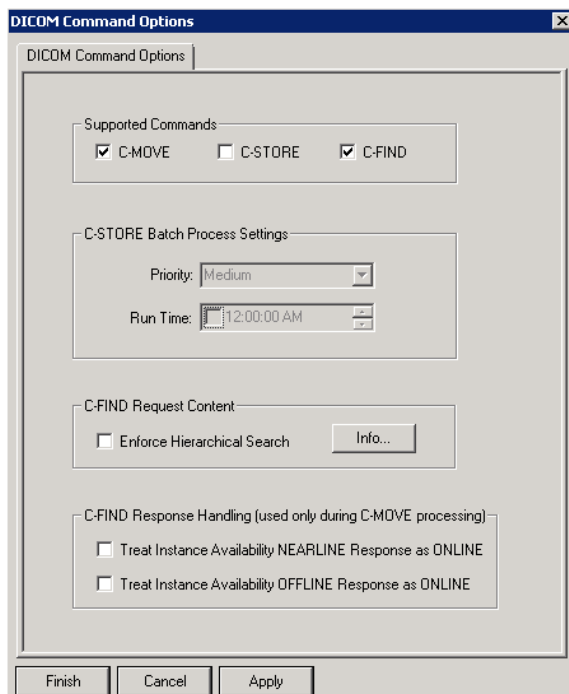 DICOM Command Options
DICOM Command Options
Supported Commands
C-MOVE C-STORE C-FIND
C-STORE Batch Process Settings
Priority: Medium
Run Time: 12:00:00 AM
C-FIND Request Content
Enforce Hierarchical Search Info...
C-FIND Response Handling (used only during C-MOVE processing)
Treat Instance Availability NEARLINE Response as ONLINE
Treat Instance Availability OFFLINE Response as ONLINE
Finish Cancel Apply